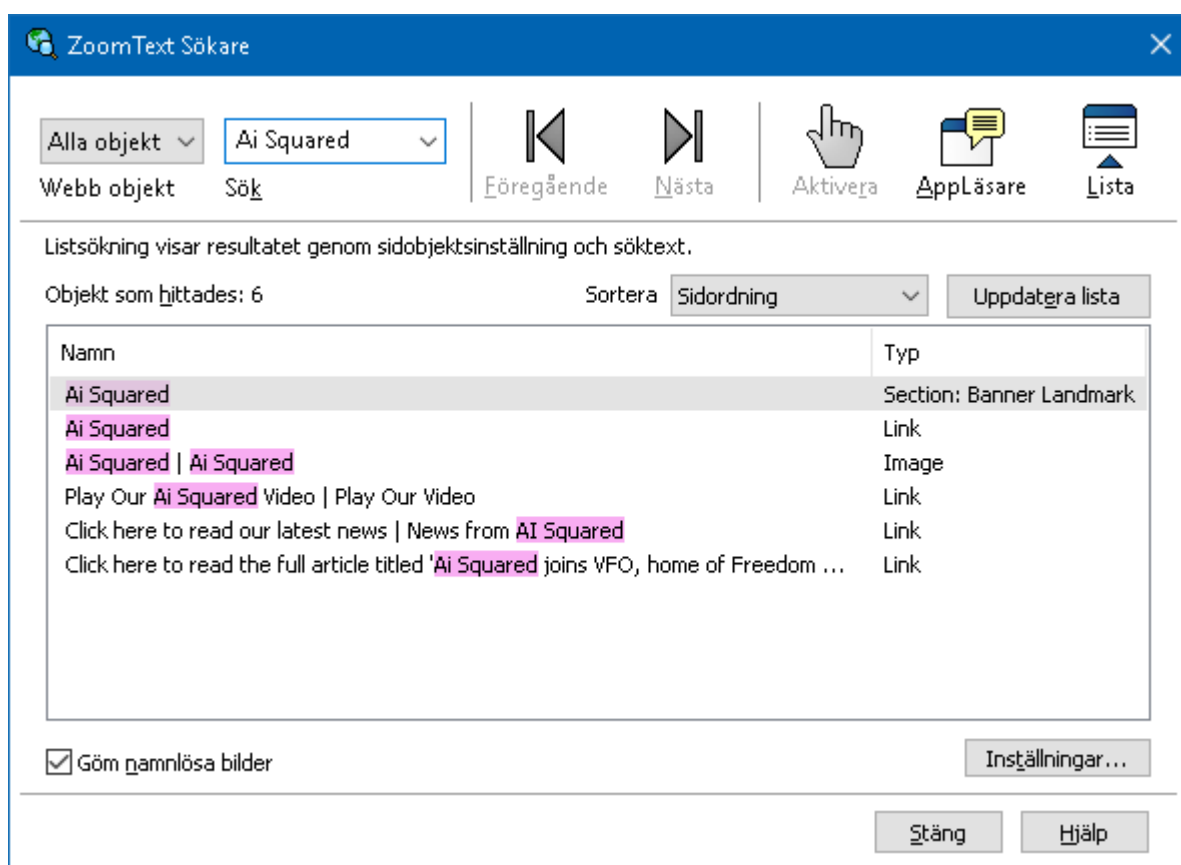 ZoomText Sökare
Alla objekt Ai Squared
Webb objekt Sök Föregående Nästa Aktivera AppLäsare Lista
Listsökning visar resultatet genom sidobjektsinställning och söktext.
Objekt som hittades: 6 Sortera Sidordning Uppdatera lista
Namn Typ
Ai Squared Section: Banner Landmark
Ai Squared Link
Ai Squared | Ai Squared Image
Play Our Ai Squared Video | Play Our Video Link
Click here to read our latest news | News from AI Squared Link
Click here to read the full article titled 'Ai Squared joins VFO, home of Freedom ... Link
Göm namnlösa bilder Inställningar...
Stäng Hjälp